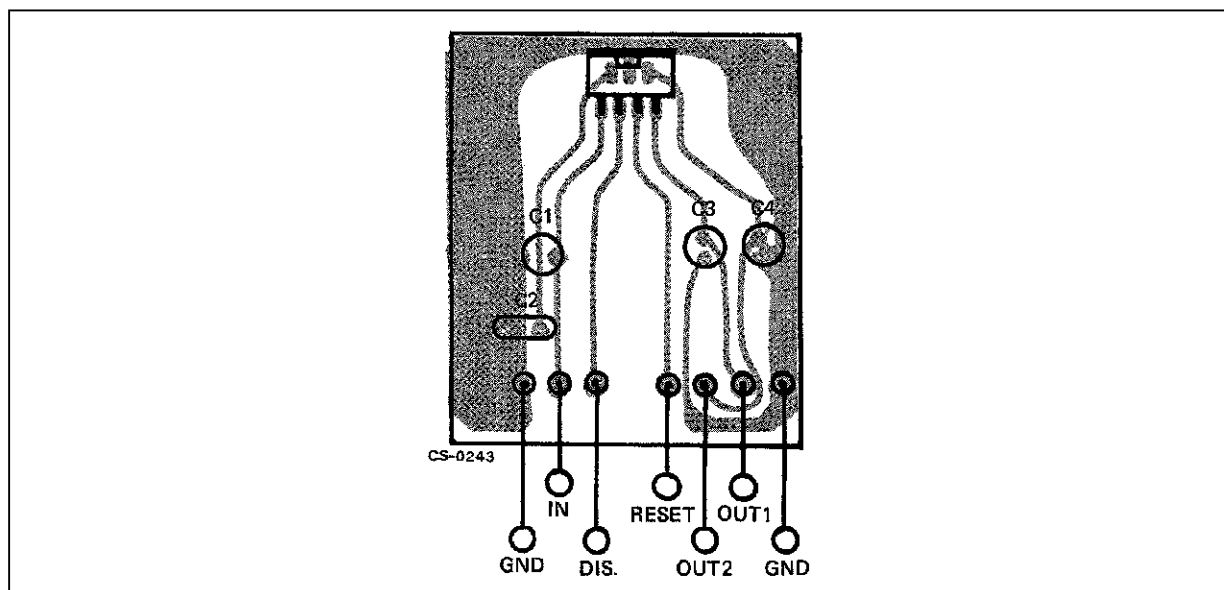 C1
C3
C4
C2
CS-0243
IN
RESET
OUT1
GND
DIS.
OUT2
GND